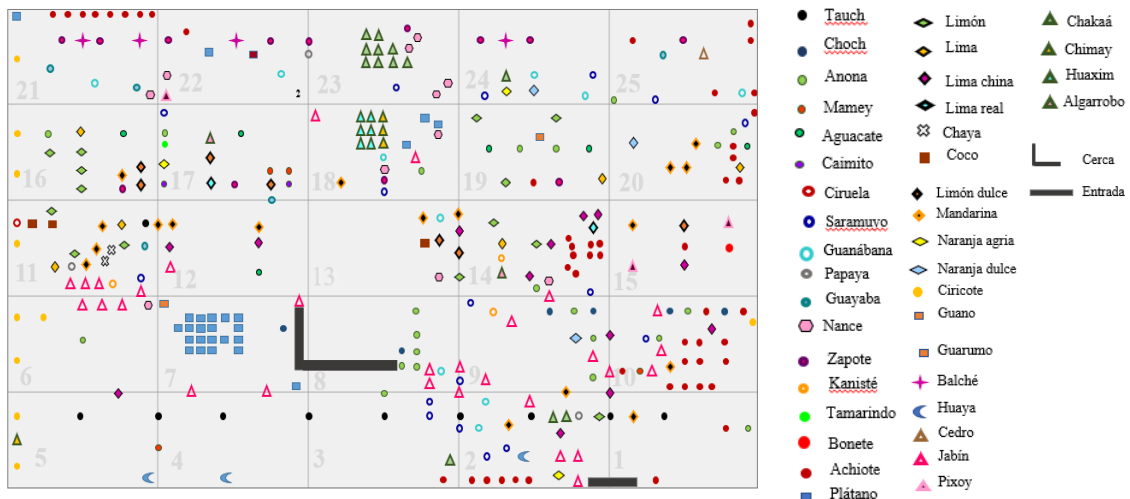 21 22 23 24 25
2
16 17 18 19 20
11 12 13 14 15
6 7 8 9 10
5 4 3 2 1
Tauch
Choch
Anona
Mamey
Aguacate
Caimito
Ciruela
Saramuyo
Guanábana
Papaya
Guayaba
Nance
Zapote
Kanisté
Tamarindo
Bonete
Achiote
Plátano
Limón
Lima
Lima china
Lima real
Chaya
Coco
Limón dulce
Mandarina
Naranja agria
Naranja dulce
Ciricote
Guano
Guarumo
Balché
Huaya
Cedro
Jabín
Pixoy
Chakaá
Chimay
Huaxim
Algarrobo
Cerca
Entrada